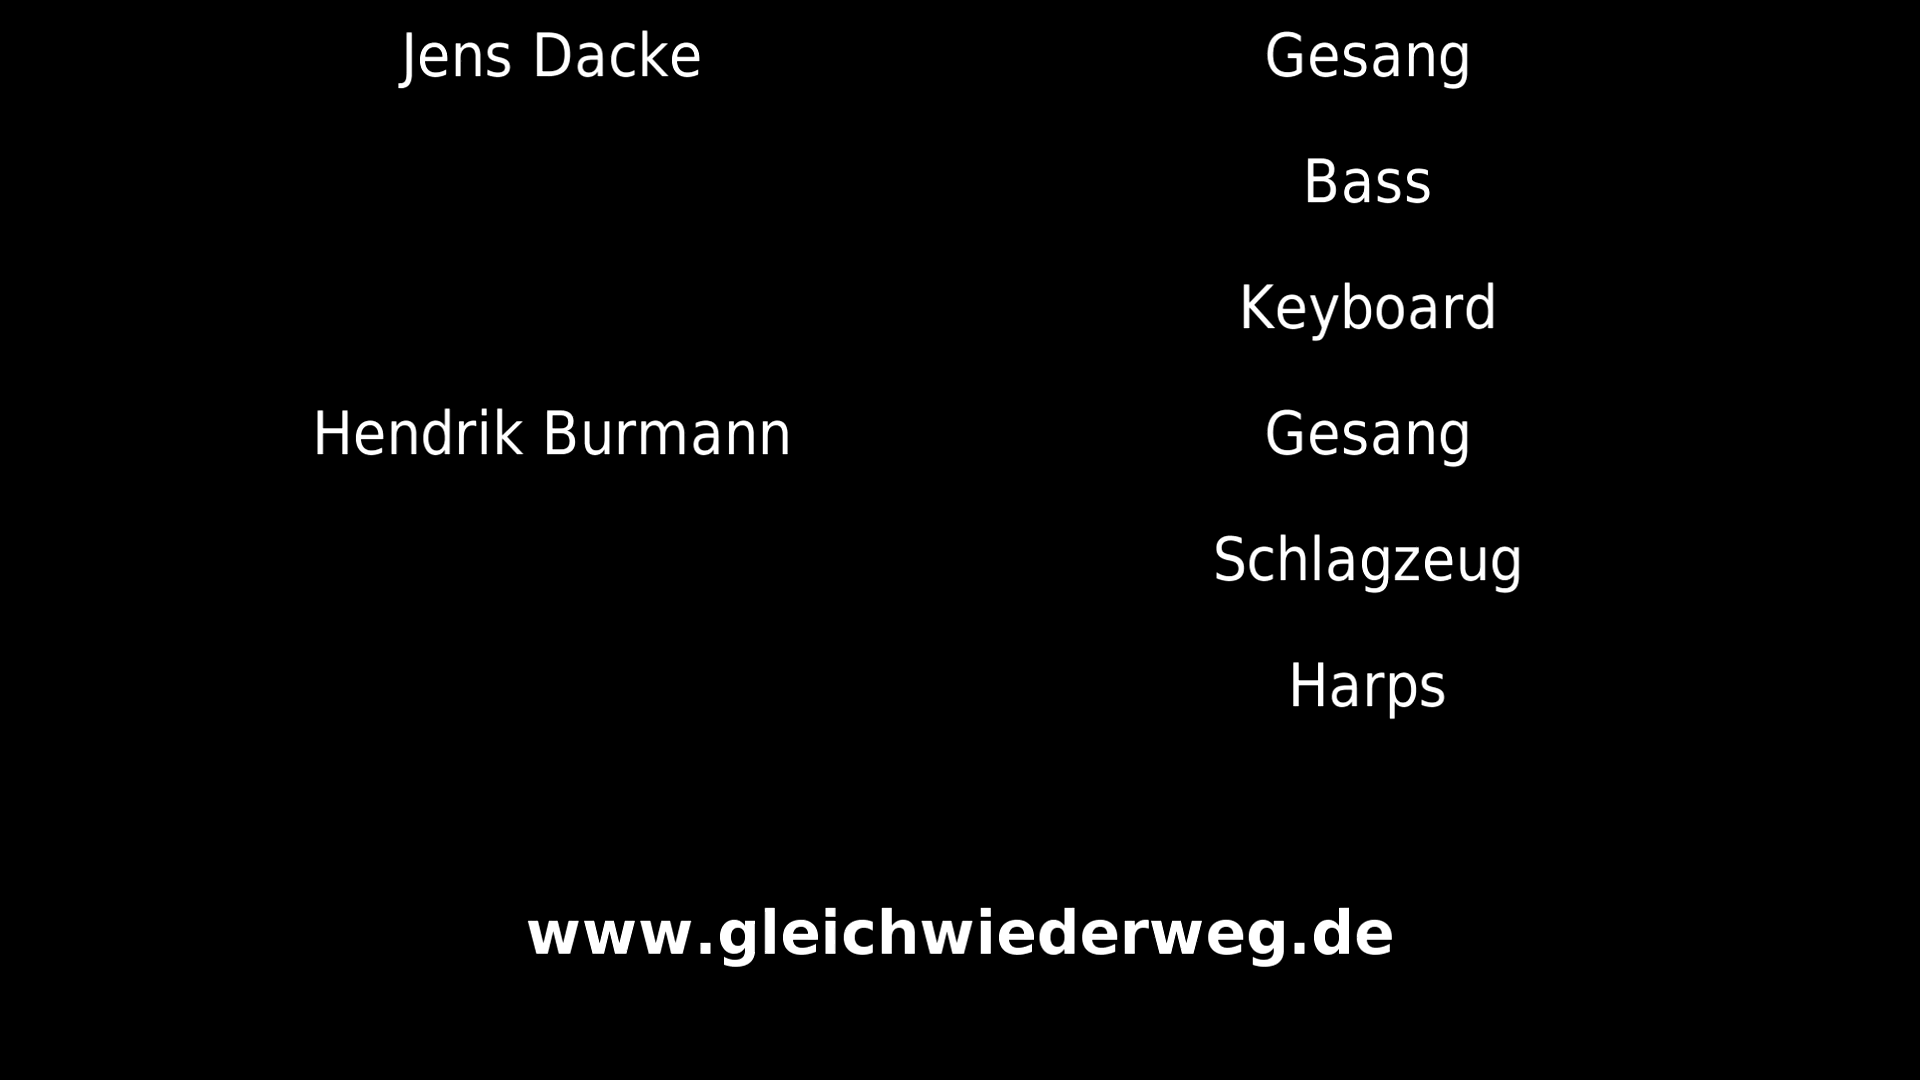 Jens Dacke Gesang
Bass
Keyboard
Hendrik Burmann Gesang
Schlagzeug
Harps
www.gleichwiederweg.de